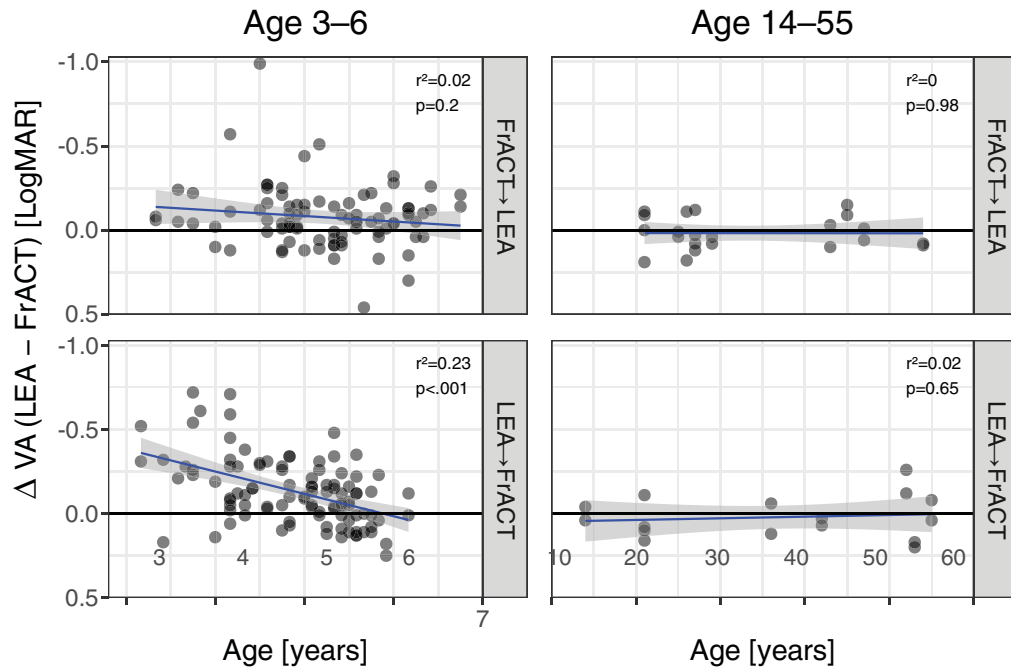 Age 3–6
Age 14–55
Δ VA (LEA – FrACT) [LogMAR]
-1.0
-0.5
0.0
0.5
r²=0.02
p=0.2
FrACT→LEA
r²=0
p=0.98
FrACT→LEA
-1.0
-0.5
0.0
0.5
r²=0.23
p<.001
LEA→FrACT
r²=0.02
p=0.65
LEA→FrACT
3 4 5 6
7
10 20 30 40 50 60
Age [years]
Age [years]